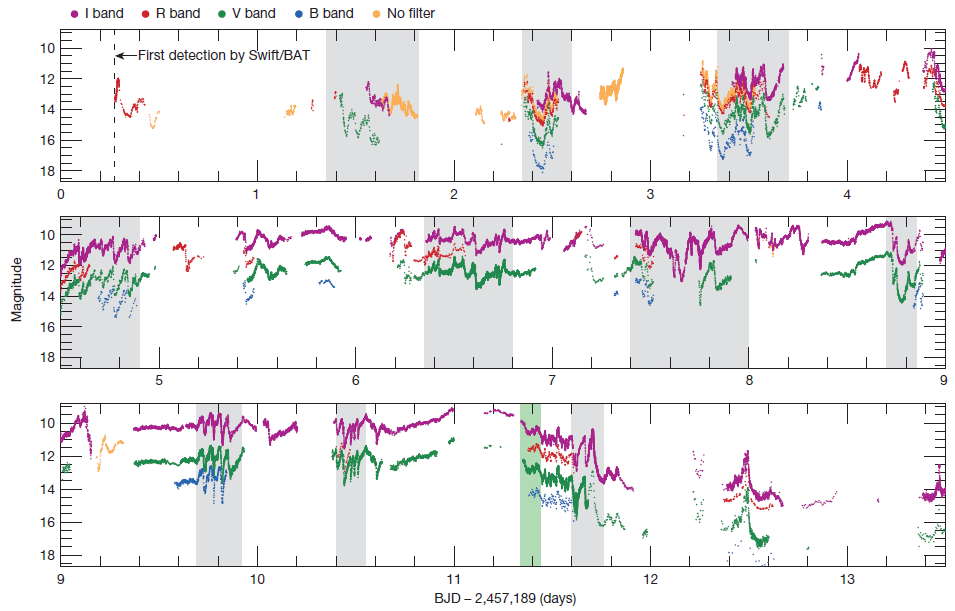 I band R band V band B band No filter
First detection by Swift/BAT
10
12
14
16
18
0 1 2 3 4
Magnitude
10
12
14
16
18
5 6 7 8 9
10
12
14
16
18
9 10 11 12 13
BJD – 2,457,189 (days)